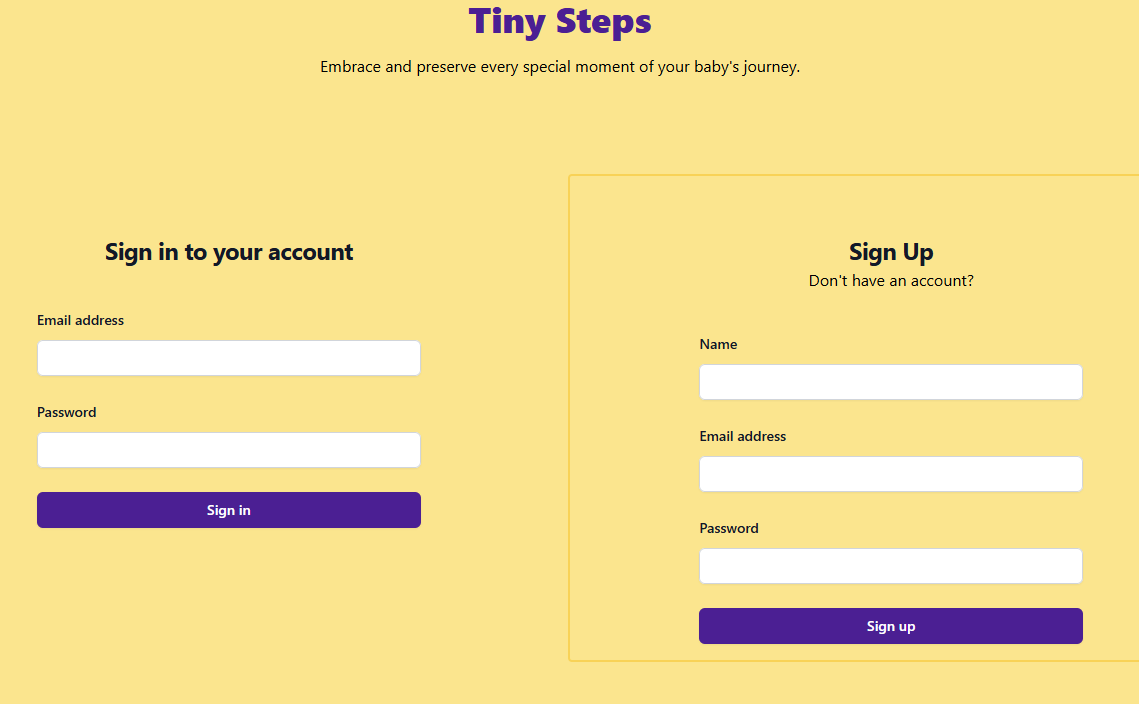 Tiny Steps
Embrace and preserve every special moment of your baby's journey.
Sign in to your account
Email address
Password
Sign in
Sign Up
Don't have an account?
Name
Email address
Password
Sign up